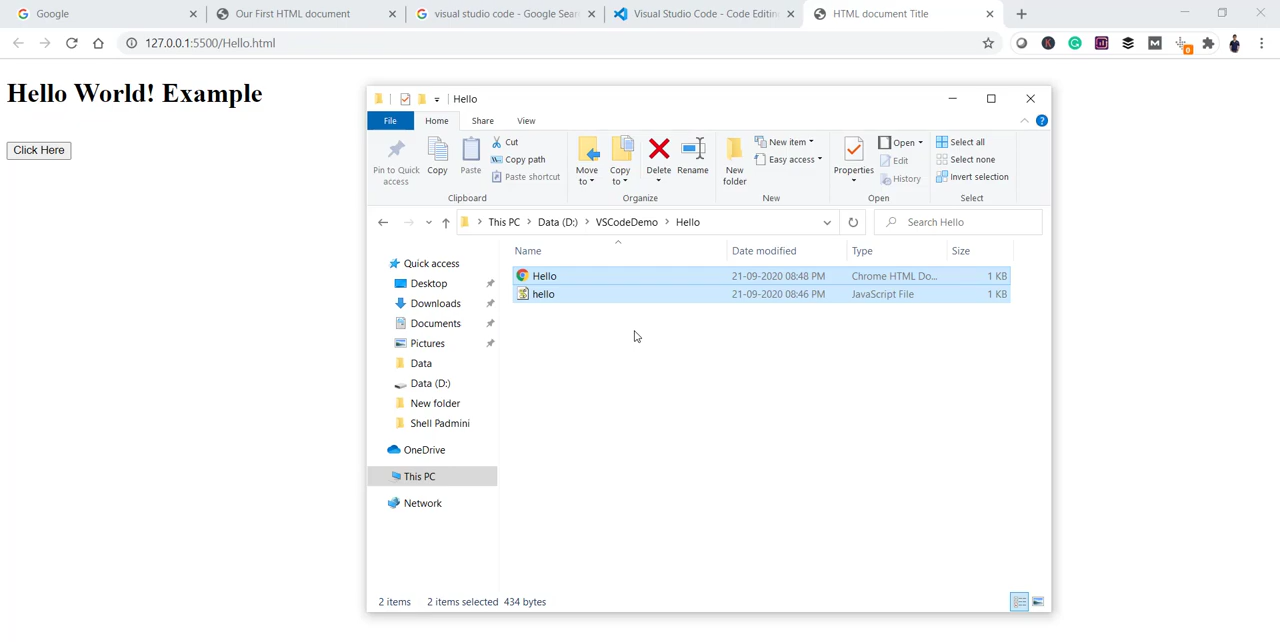 Google
Our First HTML document
visual studio code - Google Sear
Visual Studio Code - Code Editin
HTML document Title
127.0.0.1:5500/Hello.html
Hello World! Example
Click Here
Hello
File Home Share View
Pin to Quick access
Copy
Paste
Cut
Copy path
Paste shortcut
Clipboard
Move to
Copy to
Delete
Rename
Organize
New folder
New item
Easy access
New
Properties
Open
Edit
History
Open
Select all
Select none
Invert selection
Select
This PC > Data (D:) > VSCodeDemo > Hello
Search Hello
Quick access
Desktop
Downloads
Documents
Pictures
Data
Data (D:)
New folder
Shell Padmini
OneDrive
This PC
Network
Name Date modified Type Size
Hello 21-09-2020 08:48 PM Chrome HTML Do... 1 KB
hello 21-09-2020 08:46 PM JavaScript File 1 KB
2 items 2 items selected 434 bytes